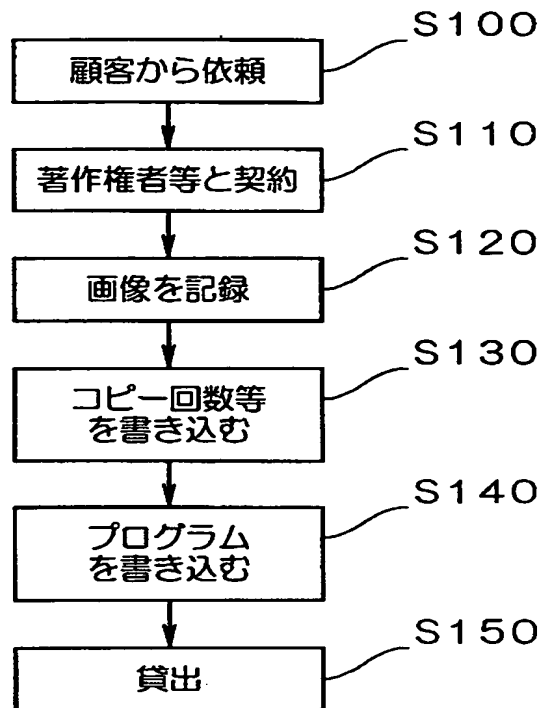 S100
顧客から依頼
S110
著作権者等と契約
S120
画像を記録
S130
コピー回数等
を書き込む
S140
プログラム
を書き込む
S150
貸出